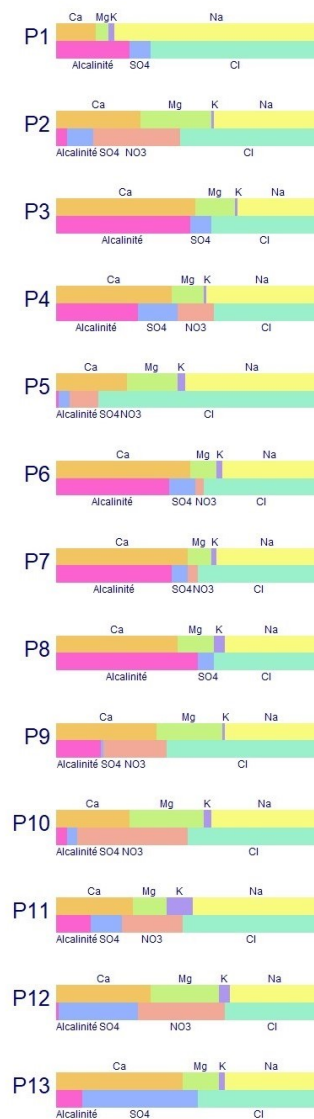 Ca Mg K Na
P1
Alcalinité SO4 Cl
Ca Mg K Na
P2
Alcalinité SO4 NO3 Cl
Ca Mg K Na
P3
Alcalinité SO4 Cl
Ca Mg K Na
P4
Alcalinité SO4 NO3 Cl
Ca Mg K Na
P5
Alcalinité SO4 NO3 Cl
Ca Mg K Na
P6
Alcalinité SO4 NO3 Cl
Ca Mg K Na
P7
Alcalinité SO4 NO3 Cl
Ca Mg K Na
P8
Alcalinité SO4 Cl
Ca Mg K Na
P9
Alcalinité SO4 NO3 Cl
Ca Mg K Na
P10
Alcalinité SO4 NO3 Cl
Ca Mg K Na
P11
Alcalinité SO4 NO3 Cl
Ca Mg K Na
P12
Alcalinité SO4 NO3 Cl
Ca Mg K Na
P13
Alcalinité SO4 Cl